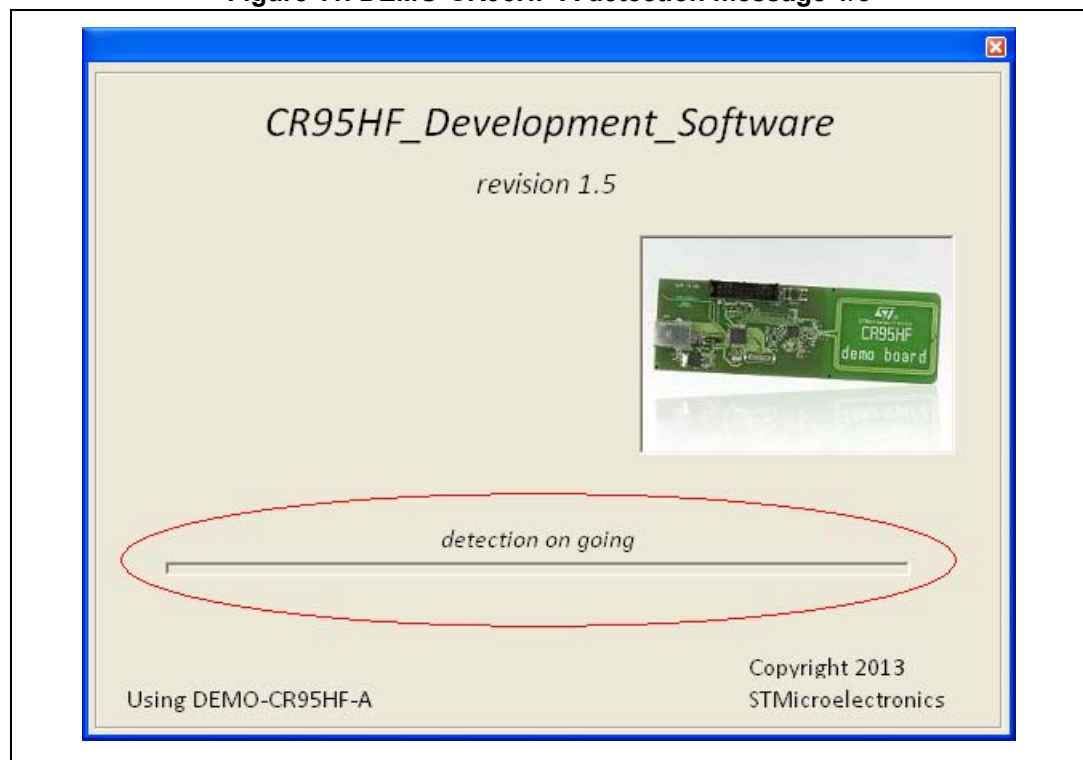 CR95HF_Development_Software
revision 1.5
CR95HF
demo board
detection on going
Copyright 2013
Using DEMO-CR95HF-A
STMicroelectronics